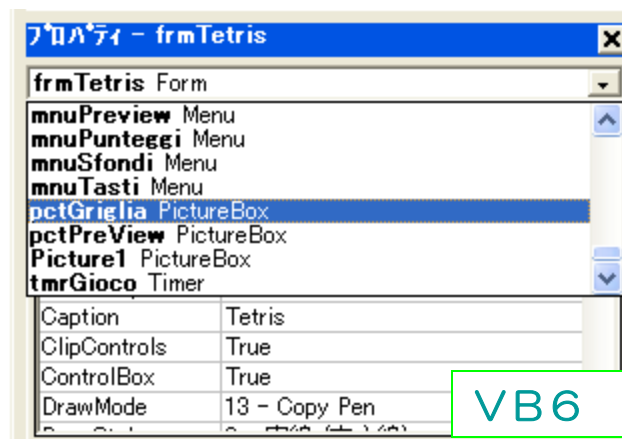 ﾌﾟﾛﾊﾟﾃｨ - frmTetris
frmTetris Form
mnuPreview Menu
mnuPunteggi Menu
mnuSfondi Menu
mnuTasti Menu
pctGriglia PictureBox
pctPreView PictureBox
Picture1 PictureBox
tmrGioco Timer
Caption Tetris
ClipControls True
ControlBox True
DrawMode 13 - Copy Pen
ＶＢ６